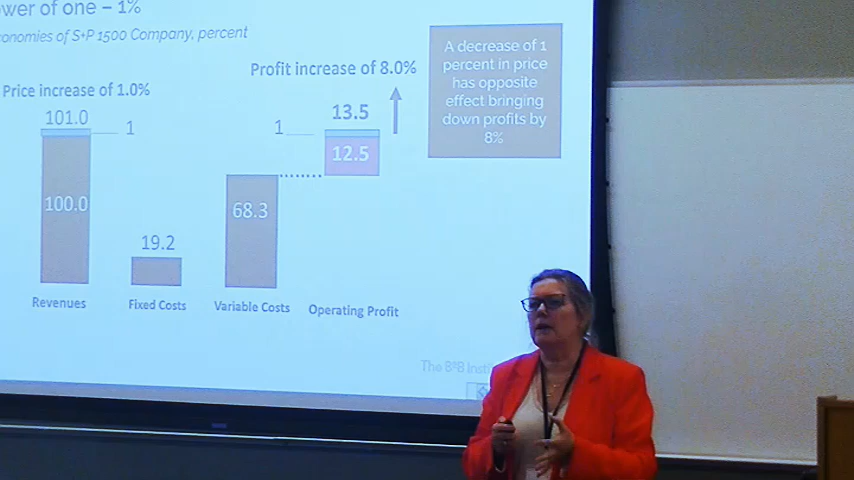 ower of one – 1%
conomies of S+P 1500 Company, percent
Price increase of 1.0%
Profit increase of 8.0%
A decrease of 1
percent in price
has opposite
effect bringing
down profits by
8%
101.0
1
100.0
19.2
68.3
1
13.5
12.5
Revenues
Fixed Costs
Variable Costs
Operating Profit
The B2B Insti